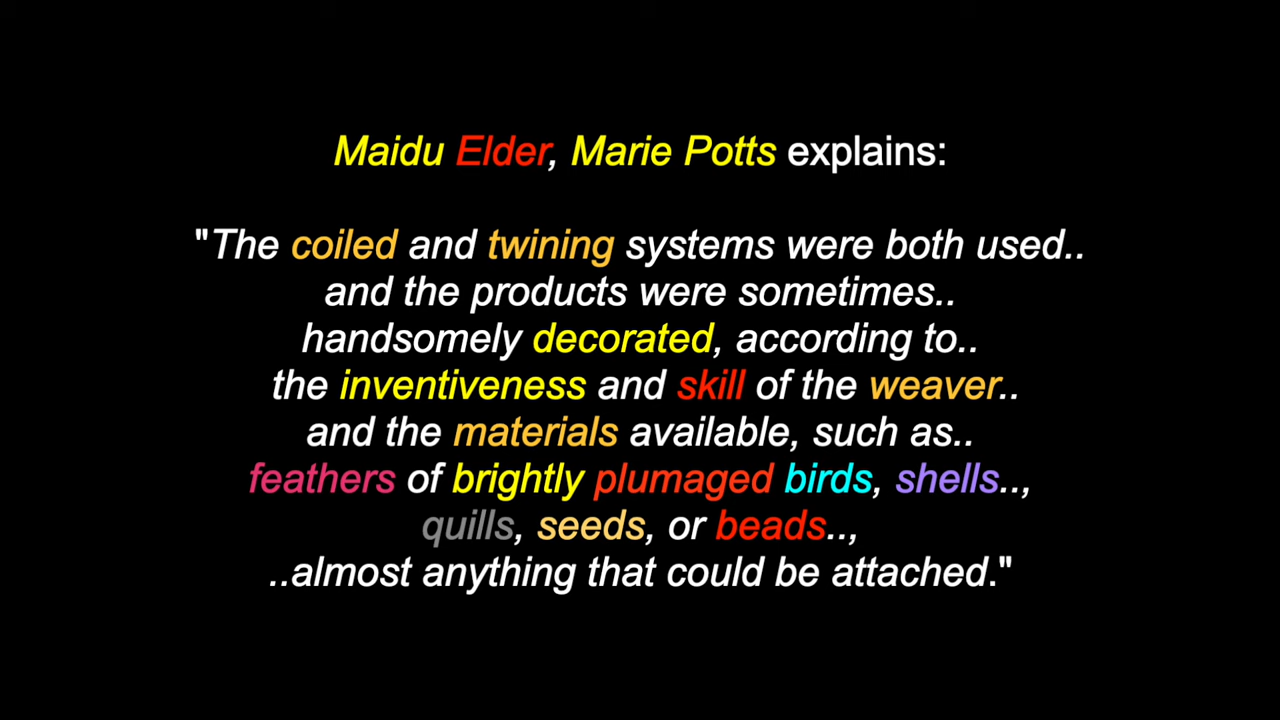 Maidu Elder, Marie Potts explains:
"The coiled and twining systems were both used..
and the products were sometimes..
handsomely decorated, according to..
the inventiveness and skill of the weaver..
and the materials available, such as..
feathers of brightly plumaged birds, shells..,
quills, seeds, or beads..,
..almost anything that could be attached."